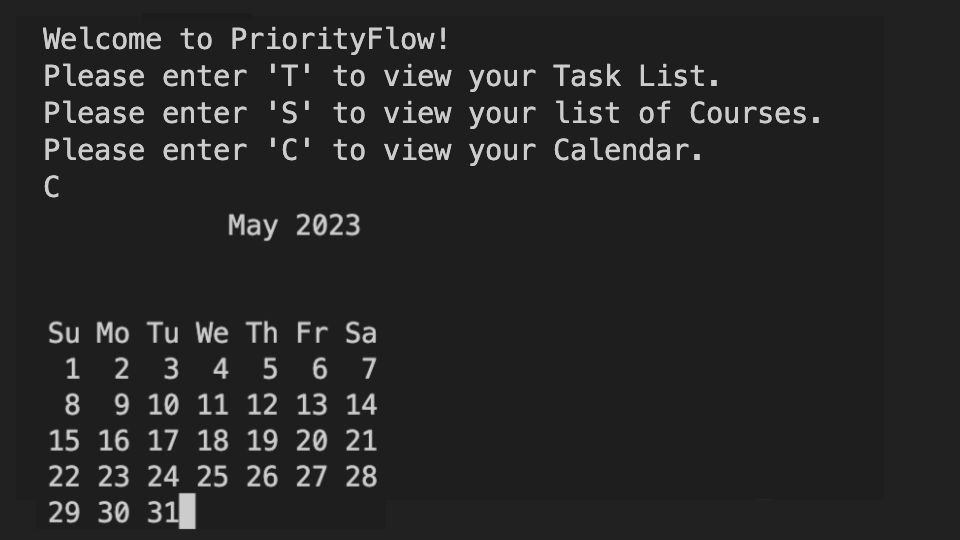 Welcome to PriorityFlow!
Please enter 'T' to view your Task List.
Please enter 'S' to view your list of Courses.
Please enter 'C' to view your Calendar.
C
May 2023
Su Mo Tu We Th Fr Sa
1 2 3 4 5 6 7
8 9 10 11 12 13 14
15 16 17 18 19 20 21
22 23 24 25 26 27 28
29 30 31